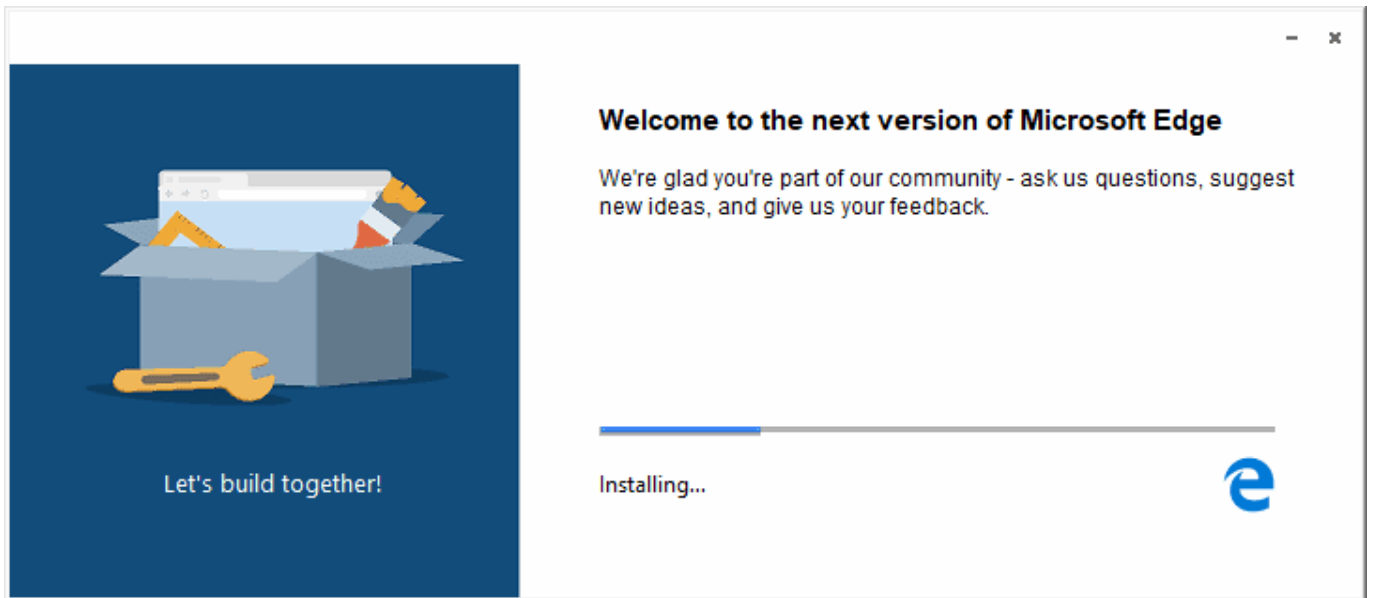 Welcome to the next version of Microsoft Edge
We're glad you're part of our community - ask us questions, suggest
new ideas, and give us your feedback.
Let's build together!
Installing...